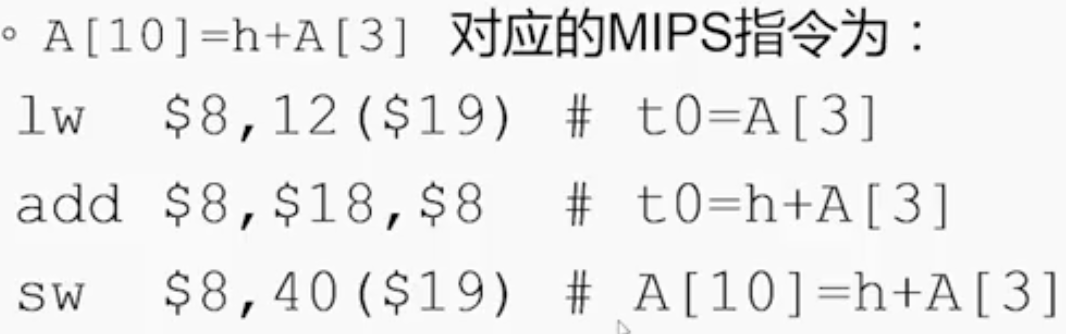 ◦ A[10]=h+A[3] 对应的MIPS指令为：
lw $8,12($19) # t0=A[3]
add $8,$18,$8 # t0=h+A[3]
sw $8,40($19) # A[10]=h+A[3]